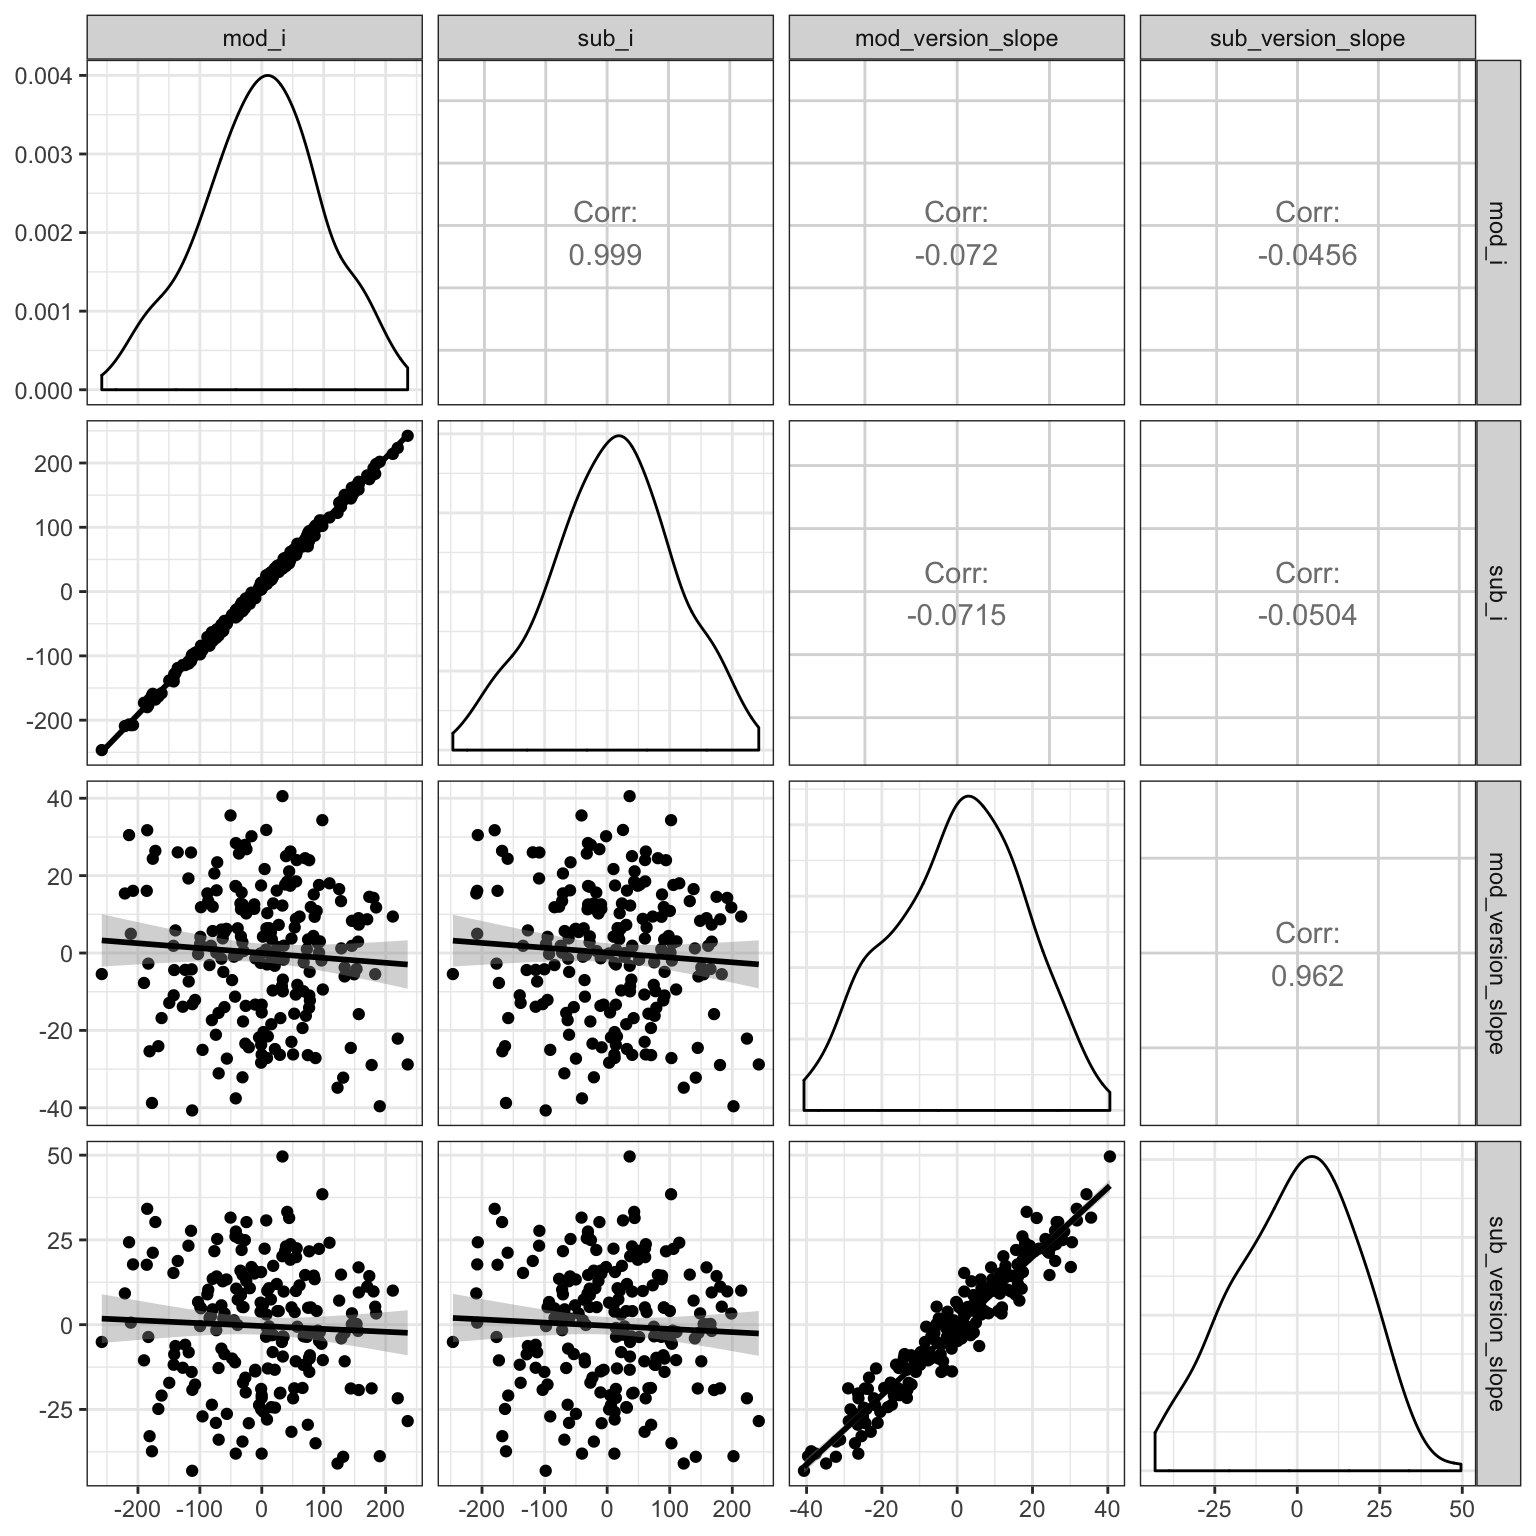 mod_i
sub_i
mod_version_slope
sub_version_slope
0.004
0.003
0.002
0.001
0.000
Corr:
0.999
Corr:
-0.072
Corr:
-0.0456
mod_i
200
100
0
-100
-200
Corr:
-0.0715
Corr:
-0.0504
sub_i
40
20
0
-20
-40
Corr:
0.962
mod_version_slope
50
25
0
-25
sub_version_slope
-200 -100 0 100 200
-200 -100 0 100 200
-40 -20 0 20 40
-25 0 25 50